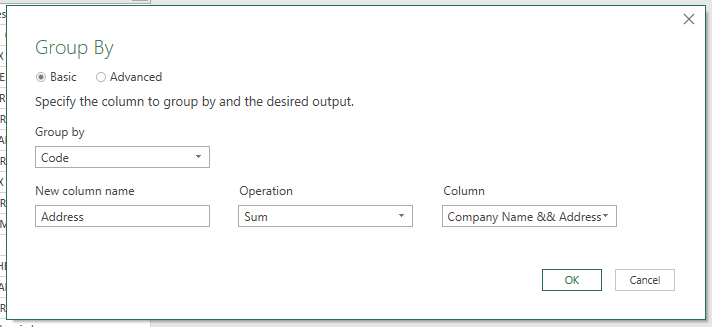 Group By
Basic Advanced
Specify the column to group by and the desired output.
Group by
Code
New column name Operation Column
Address Sum Company Name && Address
OK Cancel